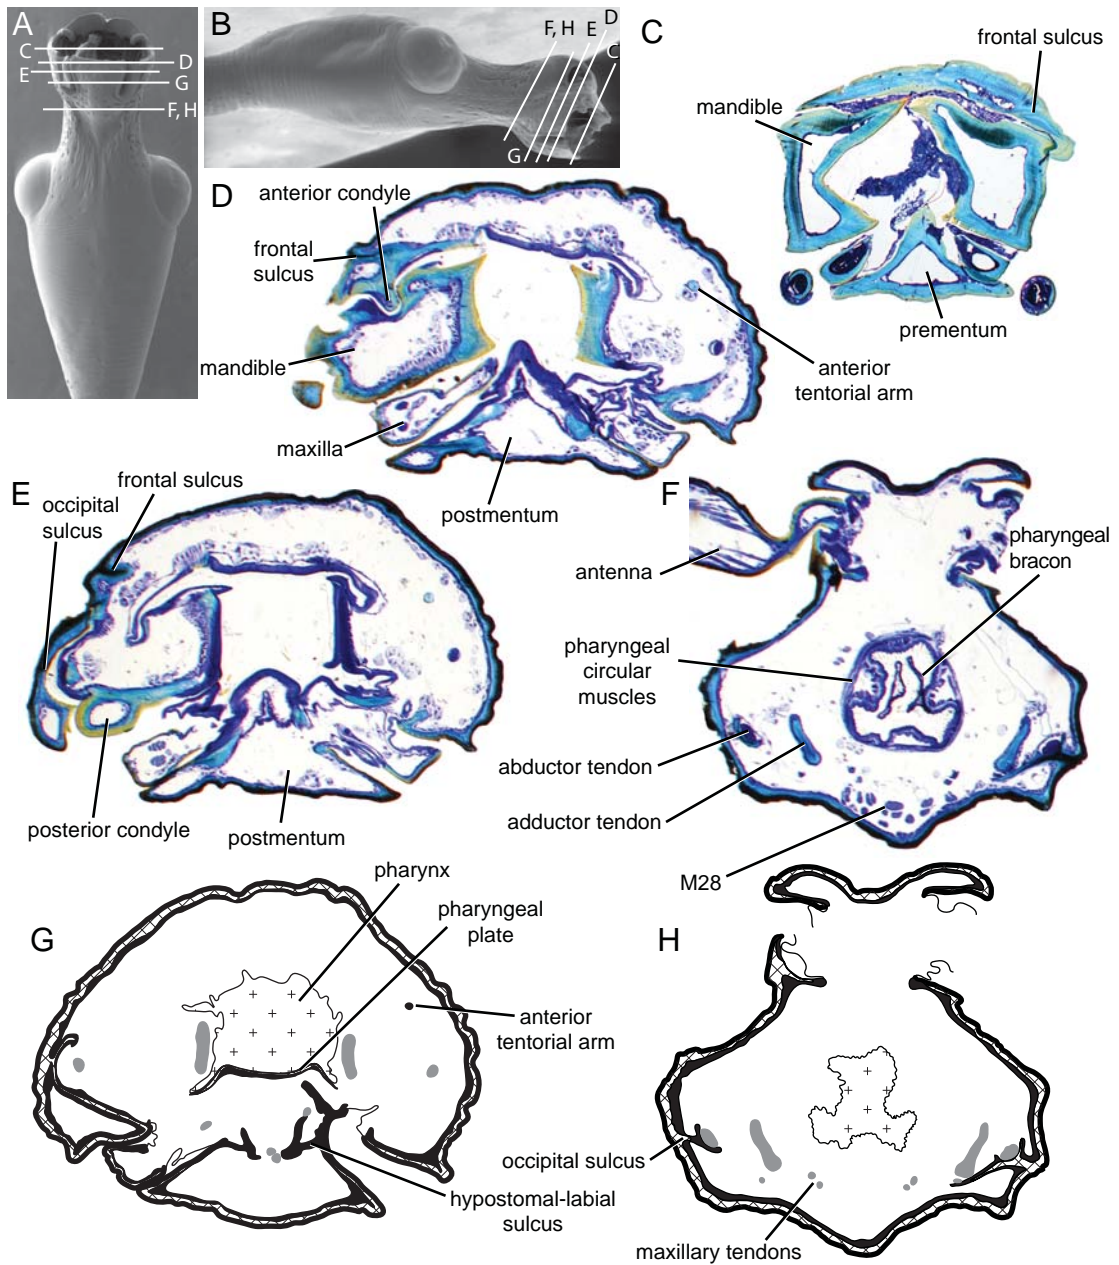 A
C
D
E
G
F, H
B
F, H
E
D
C
G
C
frontal sulcus
mandible
prementum
D
anterior condyle
frontal
sulcus
mandible
maxilla
postmentum
anterior
tentorial arm
E
frontal sulcus
occipital
sulcus
posterior condyle
postmentum
F
antenna
pharyngeal
bracon
pharyngeal
circular
muscles
abductor tendon
adductor tendon
M28
G
pharynx
pharyngeal
plate
anterior
tentorial arm
hypostomal-labial
sulcus
H
occipital sulcus
maxillary tendons